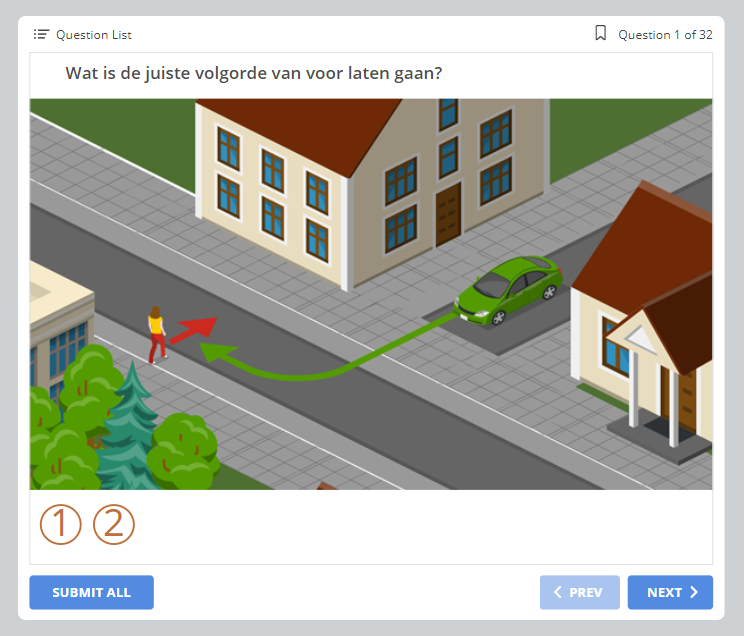 Question List
Question 1 of 32
Wat is de juiste volgorde van voor laten gaan?
1 2
SUBMIT ALL
PREV
NEXT